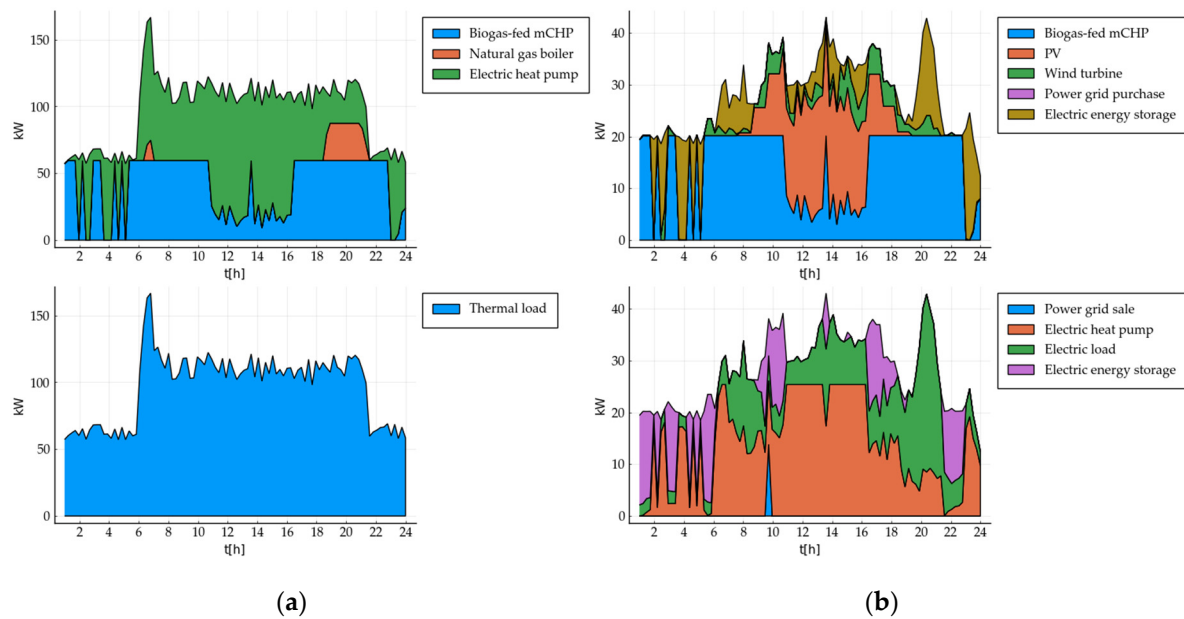 kW
150
100
50
0
2 4 6 8 10 12 14 16 18 20 22 24
t[h]
Biogas-fed mCHP
Natural gas boiler
Electric heat pump
kW
40
30
20
10
0
2 4 6 8 10 12 14 16 18 20 22 24
t[h]
Biogas-fed mCHP
PV
Wind turbine
Power grid purchase
Electric energy storage
kW
150
100
50
0
2 4 6 8 10 12 14 16 18 20 22 24
t[h]
Thermal load
kW
40
30
20
10
0
2 4 6 8 10 12 14 16 18 20 22 24
t[h]
Power grid sale
Electric heat pump
Electric load
Electric energy storage
(a)
(b)